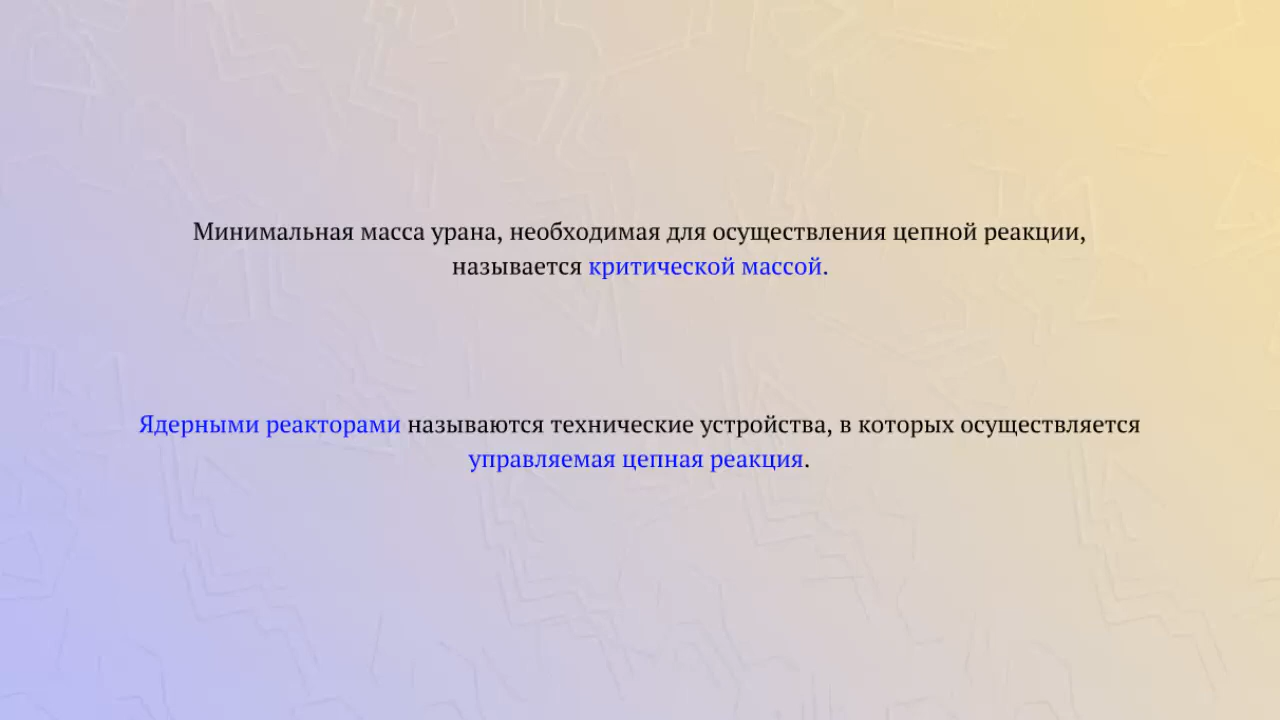 Минимальная масса урана, необходимая для осуществления цепной реакции,
называется критической массой.
Ядерными реакторами называются технические устройства, в которых осуществляется
управляемая цепная реакция.